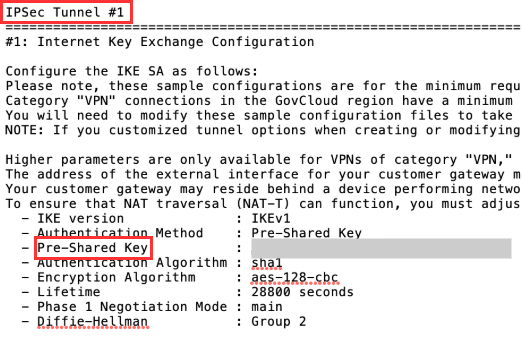 IPSec Tunnel #1
================================================================
#1: Internet Key Exchange Configuration
Configure the IKE SA as follows:
Please note, these sample configurations are for the minimum requ
Category "VPN" connections in the GovCloud region have a minimum
You will need to modify these sample configuration files to take
NOTE: If you customized tunnel options when creating or modifying
Higher parameters are only available for VPNs of category "VPN,"
The address of the external interface for your customer gateway m
Your customer gateway may reside behind a device performing netwo
To ensure that NAT traversal (NAT-T) can function, you must adjus
- IKE version : IKEv1
- Authentication Method : Pre-Shared Key
- Pre-Shared Key :
- Authentication Algorithm : sha1
- Encryption Algorithm : aes-128-cbc
- Lifetime : 28800 seconds
- Phase 1 Negotiation Mode : main
- Diffie-Hellman : Group 2